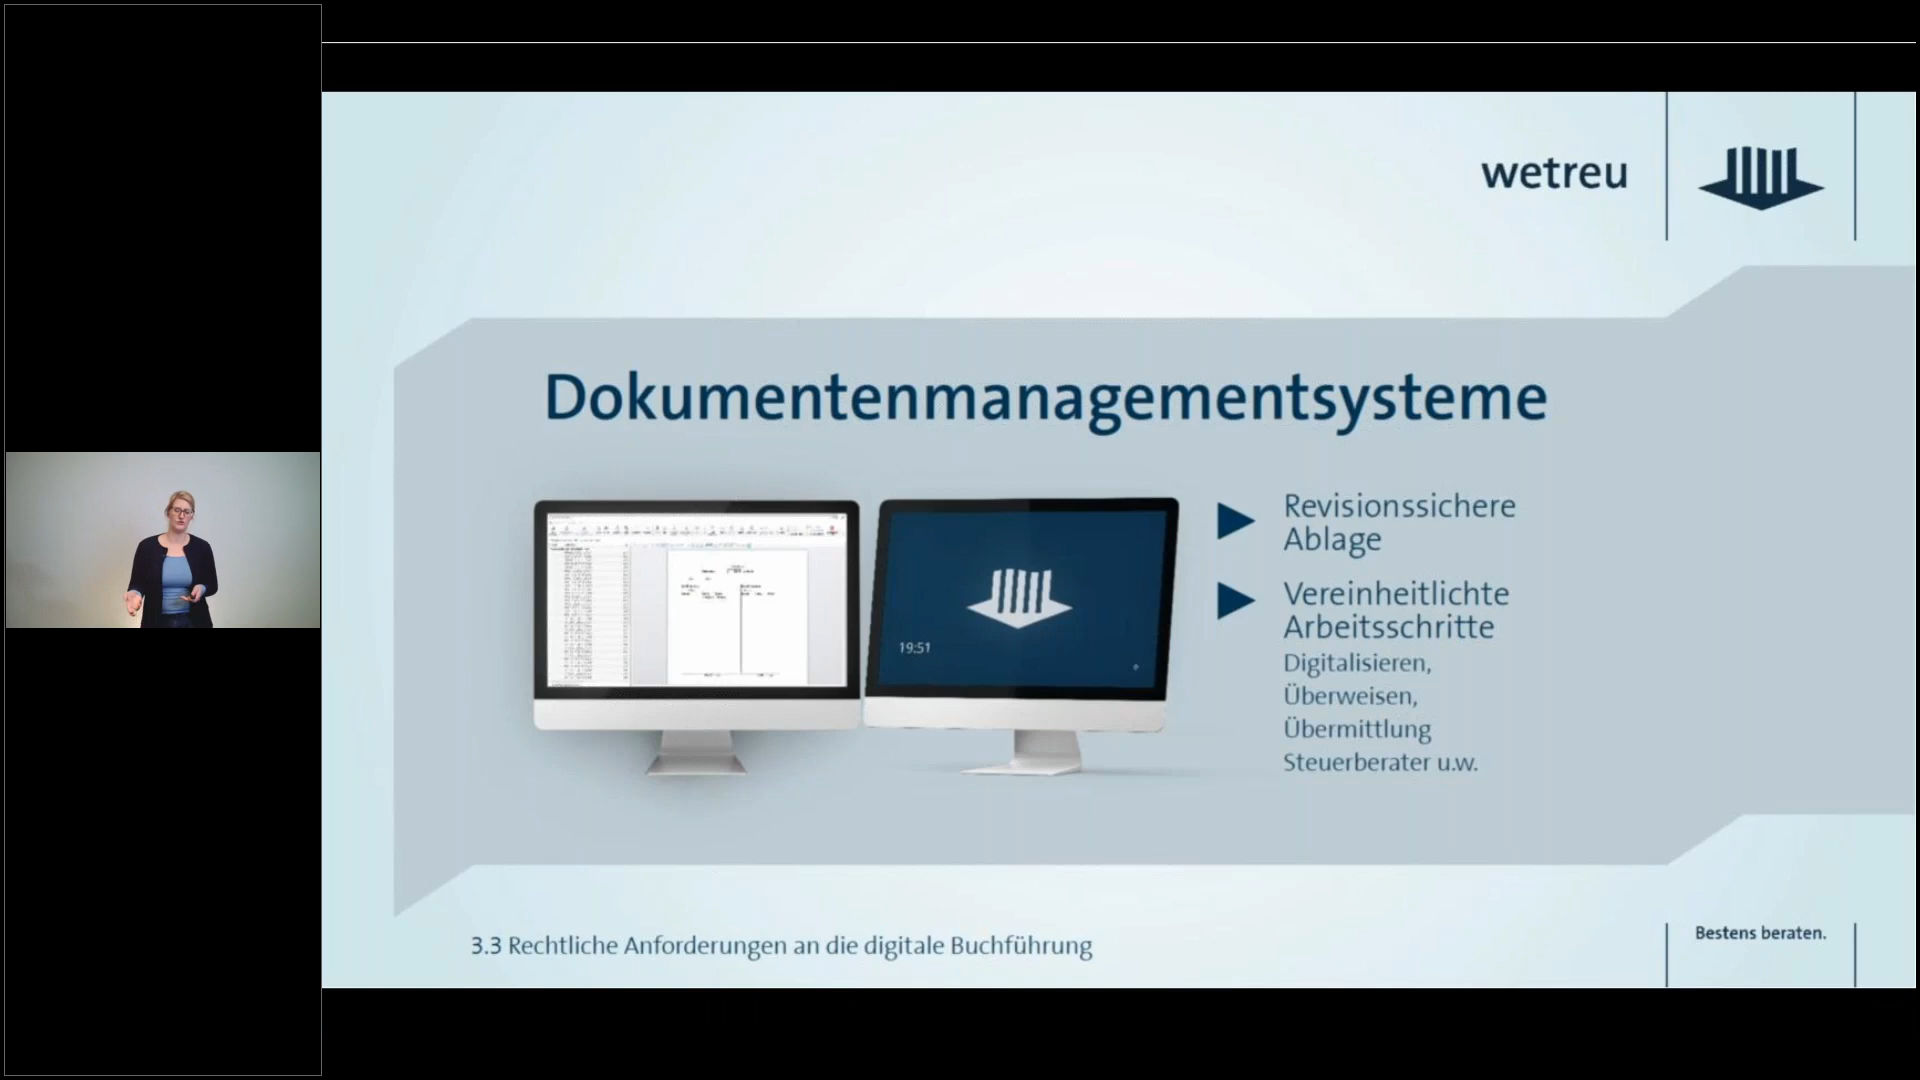 wetreu
Dokumentenmanagementsysteme
Revisionssichere
Ablage
Vereinheitlichte
Arbeitsschritte
Digitalisieren,
Überweisen,
Übermittlung
Steuerberater u.w.
19:51
3.3 Rechtliche Anforderungen an die digitale Buchführung
Bestens beraten.